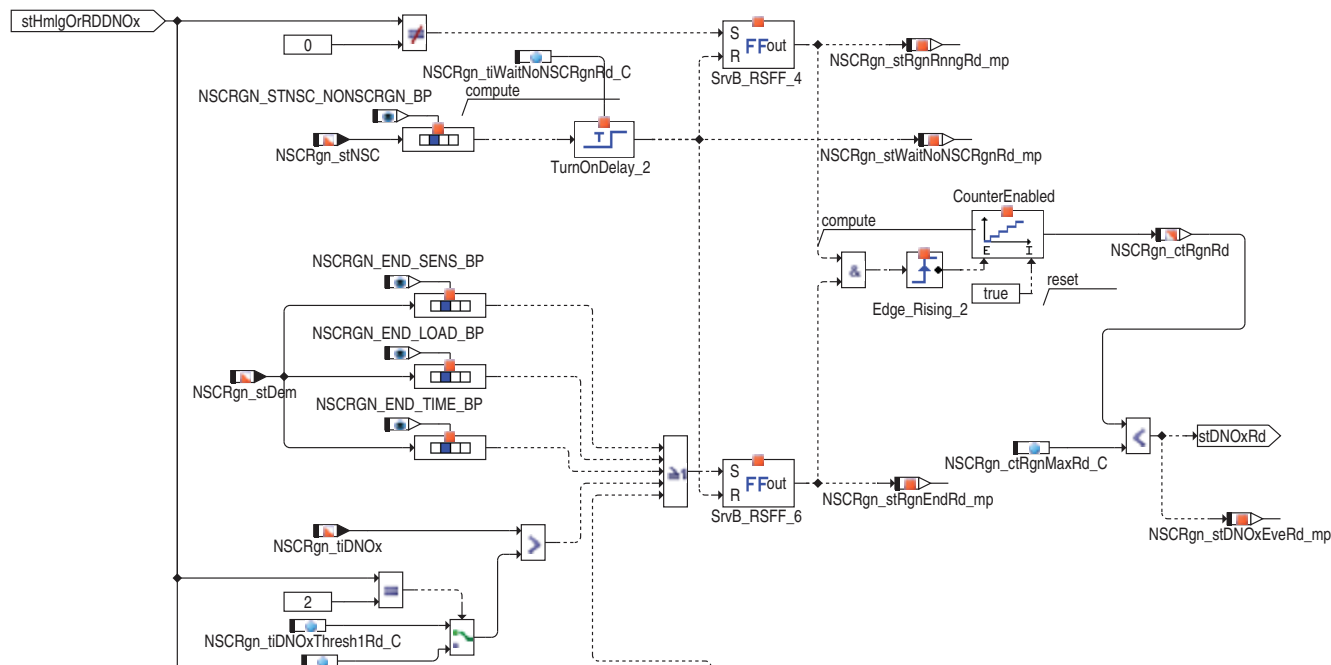 stHmlgOrRDDNOx
0
≠
S
R
FFout
SrvB_RSFF_4
NSCRgn_stRgnRnngRd_mp
NSCRgn_tiWaitNoNSCRgnRd_C
compute
NSCRGN_STNSC_NONSCRGN_BP
NSCRgn_stNSC
T
TurnOnDelay_2
NSCRgn_stWaitNoNSCRgnRd_mp
CounterEnabled
compute
E I
NSCRgn_ctRgnRd
&
Edge_Rising_2
true
reset
NSCRGN_END_SENS_BP
NSCRGN_END_LOAD_BP
NSCRgn_stDem
NSCRGN_END_TIME_BP
≥1
S
R
FFout
SrvB_RSFF_6
NSCRgn_stRgnEndRd_mp
<
stDNOxRd
NSCRgn_ctRgnMaxRd_C
NSCRgn_stDNOxEveRd_mp
NSCRgn_tiDNOx
>
=
2
NSCRgn_tiDNOxThresh1Rd_C